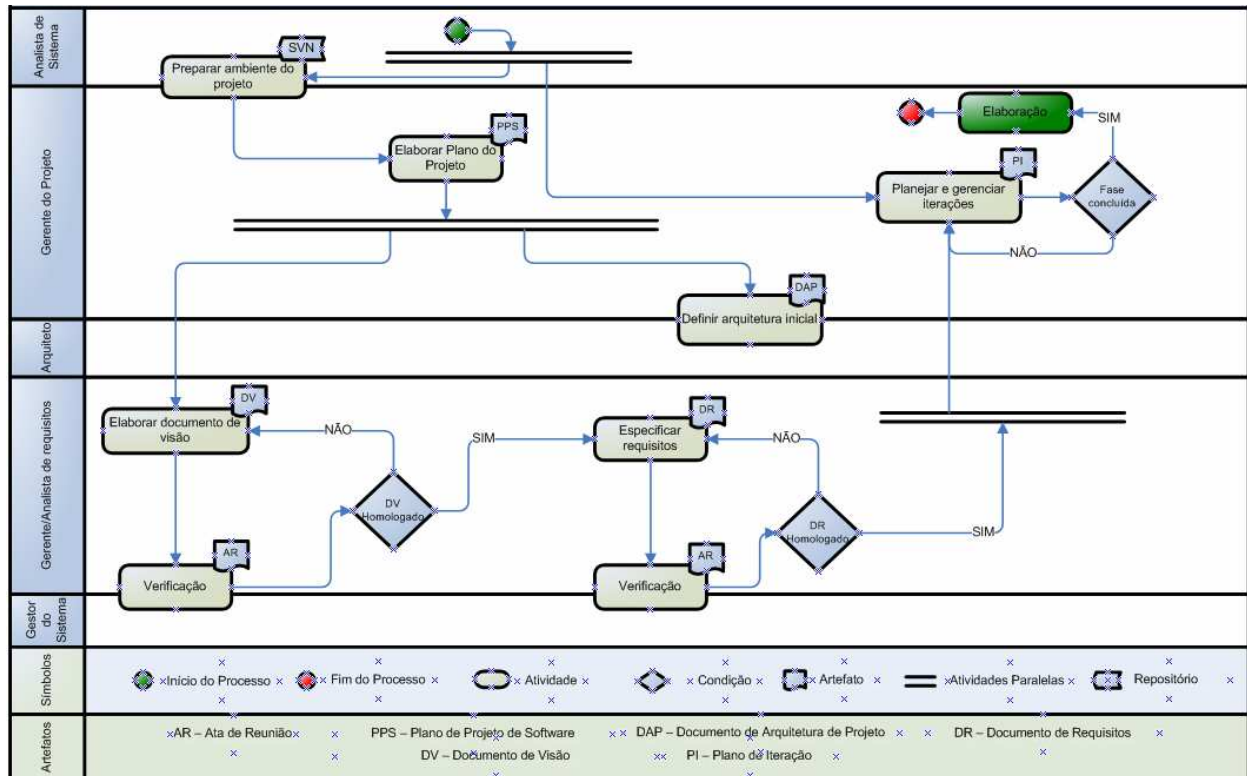 Analista de
Sistema
SVN
Preparar ambiente do
projeto
Gerente do Projeto
PPS
Elaborar Plano do
Projeto
Elaboração
SIM
PI
Planejar e gerenciar
iterações
Fase
concluída
NÃO
DAP
Definir arquitetura inicial
Arquiteto
Gerente/Analista de requisitos
DV
Elaborar documento de
visão
NÃO
DV
Homologado
SIM
AR
Verificação
DR
Especificar
requisitos
NÃO
DR
Homologado
SIM
AR
Verificação
Gestor
do
Sistema
Símbolos
Início do Processo
Fim do Processo
Atividade
Condição
Artefato
Atividades Paralelas
Repositório
Artefatos
AR – Ata de Reunião
PPS – Plano de Projeto de Software
DAP – Documento de Arquitetura de Projeto
DR – Documento de Requisitos
DV – Documento de Visão
PI – Plano de Iteração